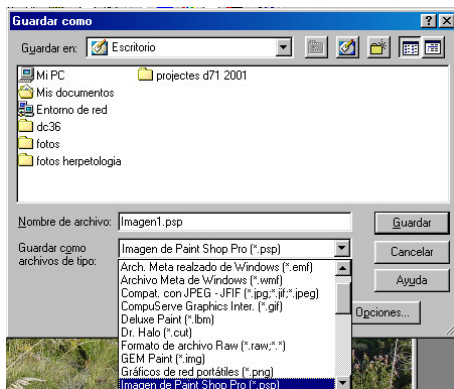 Guardar como
Guardar en: Escritorio
Mi PC
Mis documentos
Entorno de red
dc36
fotos
fotos herpetologia
projectes d71 2001
Nombre de archivo: Imagen1.psp Guardar
Guardar como archivos de tipo: Imagen de Paint Shop Pro (*.psp) Cancelar
Arch. Meta realzado de Windows (*.emf)
Archivo Meta de Windows (*.wmf)
Compat. con JPEG - JFIF (*.jpg;*.jif;*.jpeg) Ayuda
CompuServe Graphics Inter. (*.gif)
Deluxe Paint (*.lbm) Opciones...
Dr. Halo (*.cut)
Formato de archivo Raw (*.raw;*.*)
GEM Paint (*.img)
Gráficos de red portátiles (*.png)
Imagen de Paint Shop Pro (*.psp)